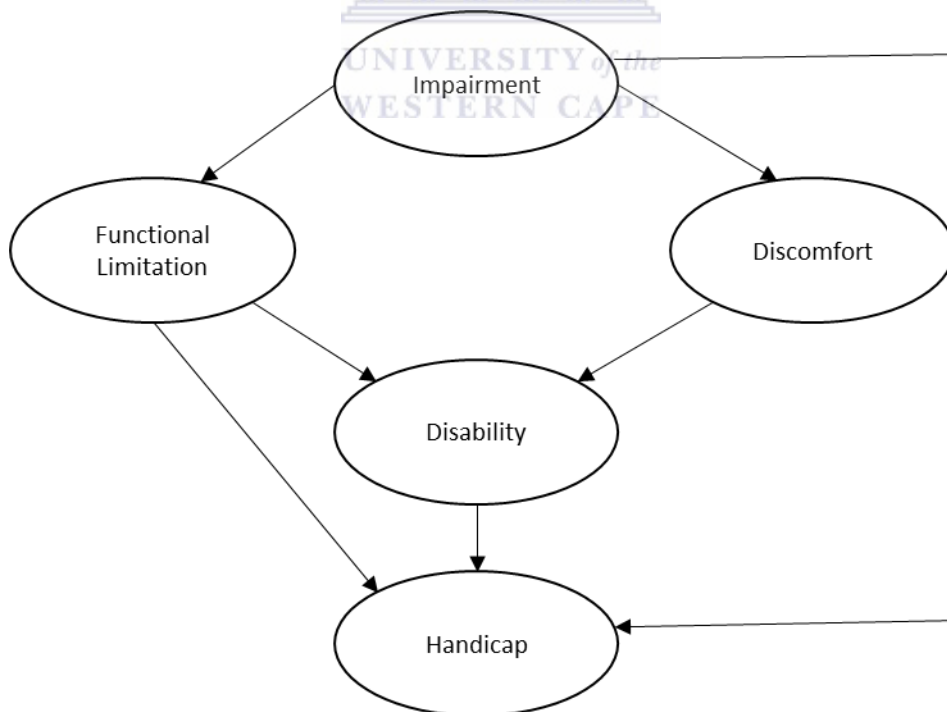 UNIVERSITY of the
WESTERN CAPE
Impairment
Functional
Limitation
Discomfort
Disability
Handicap